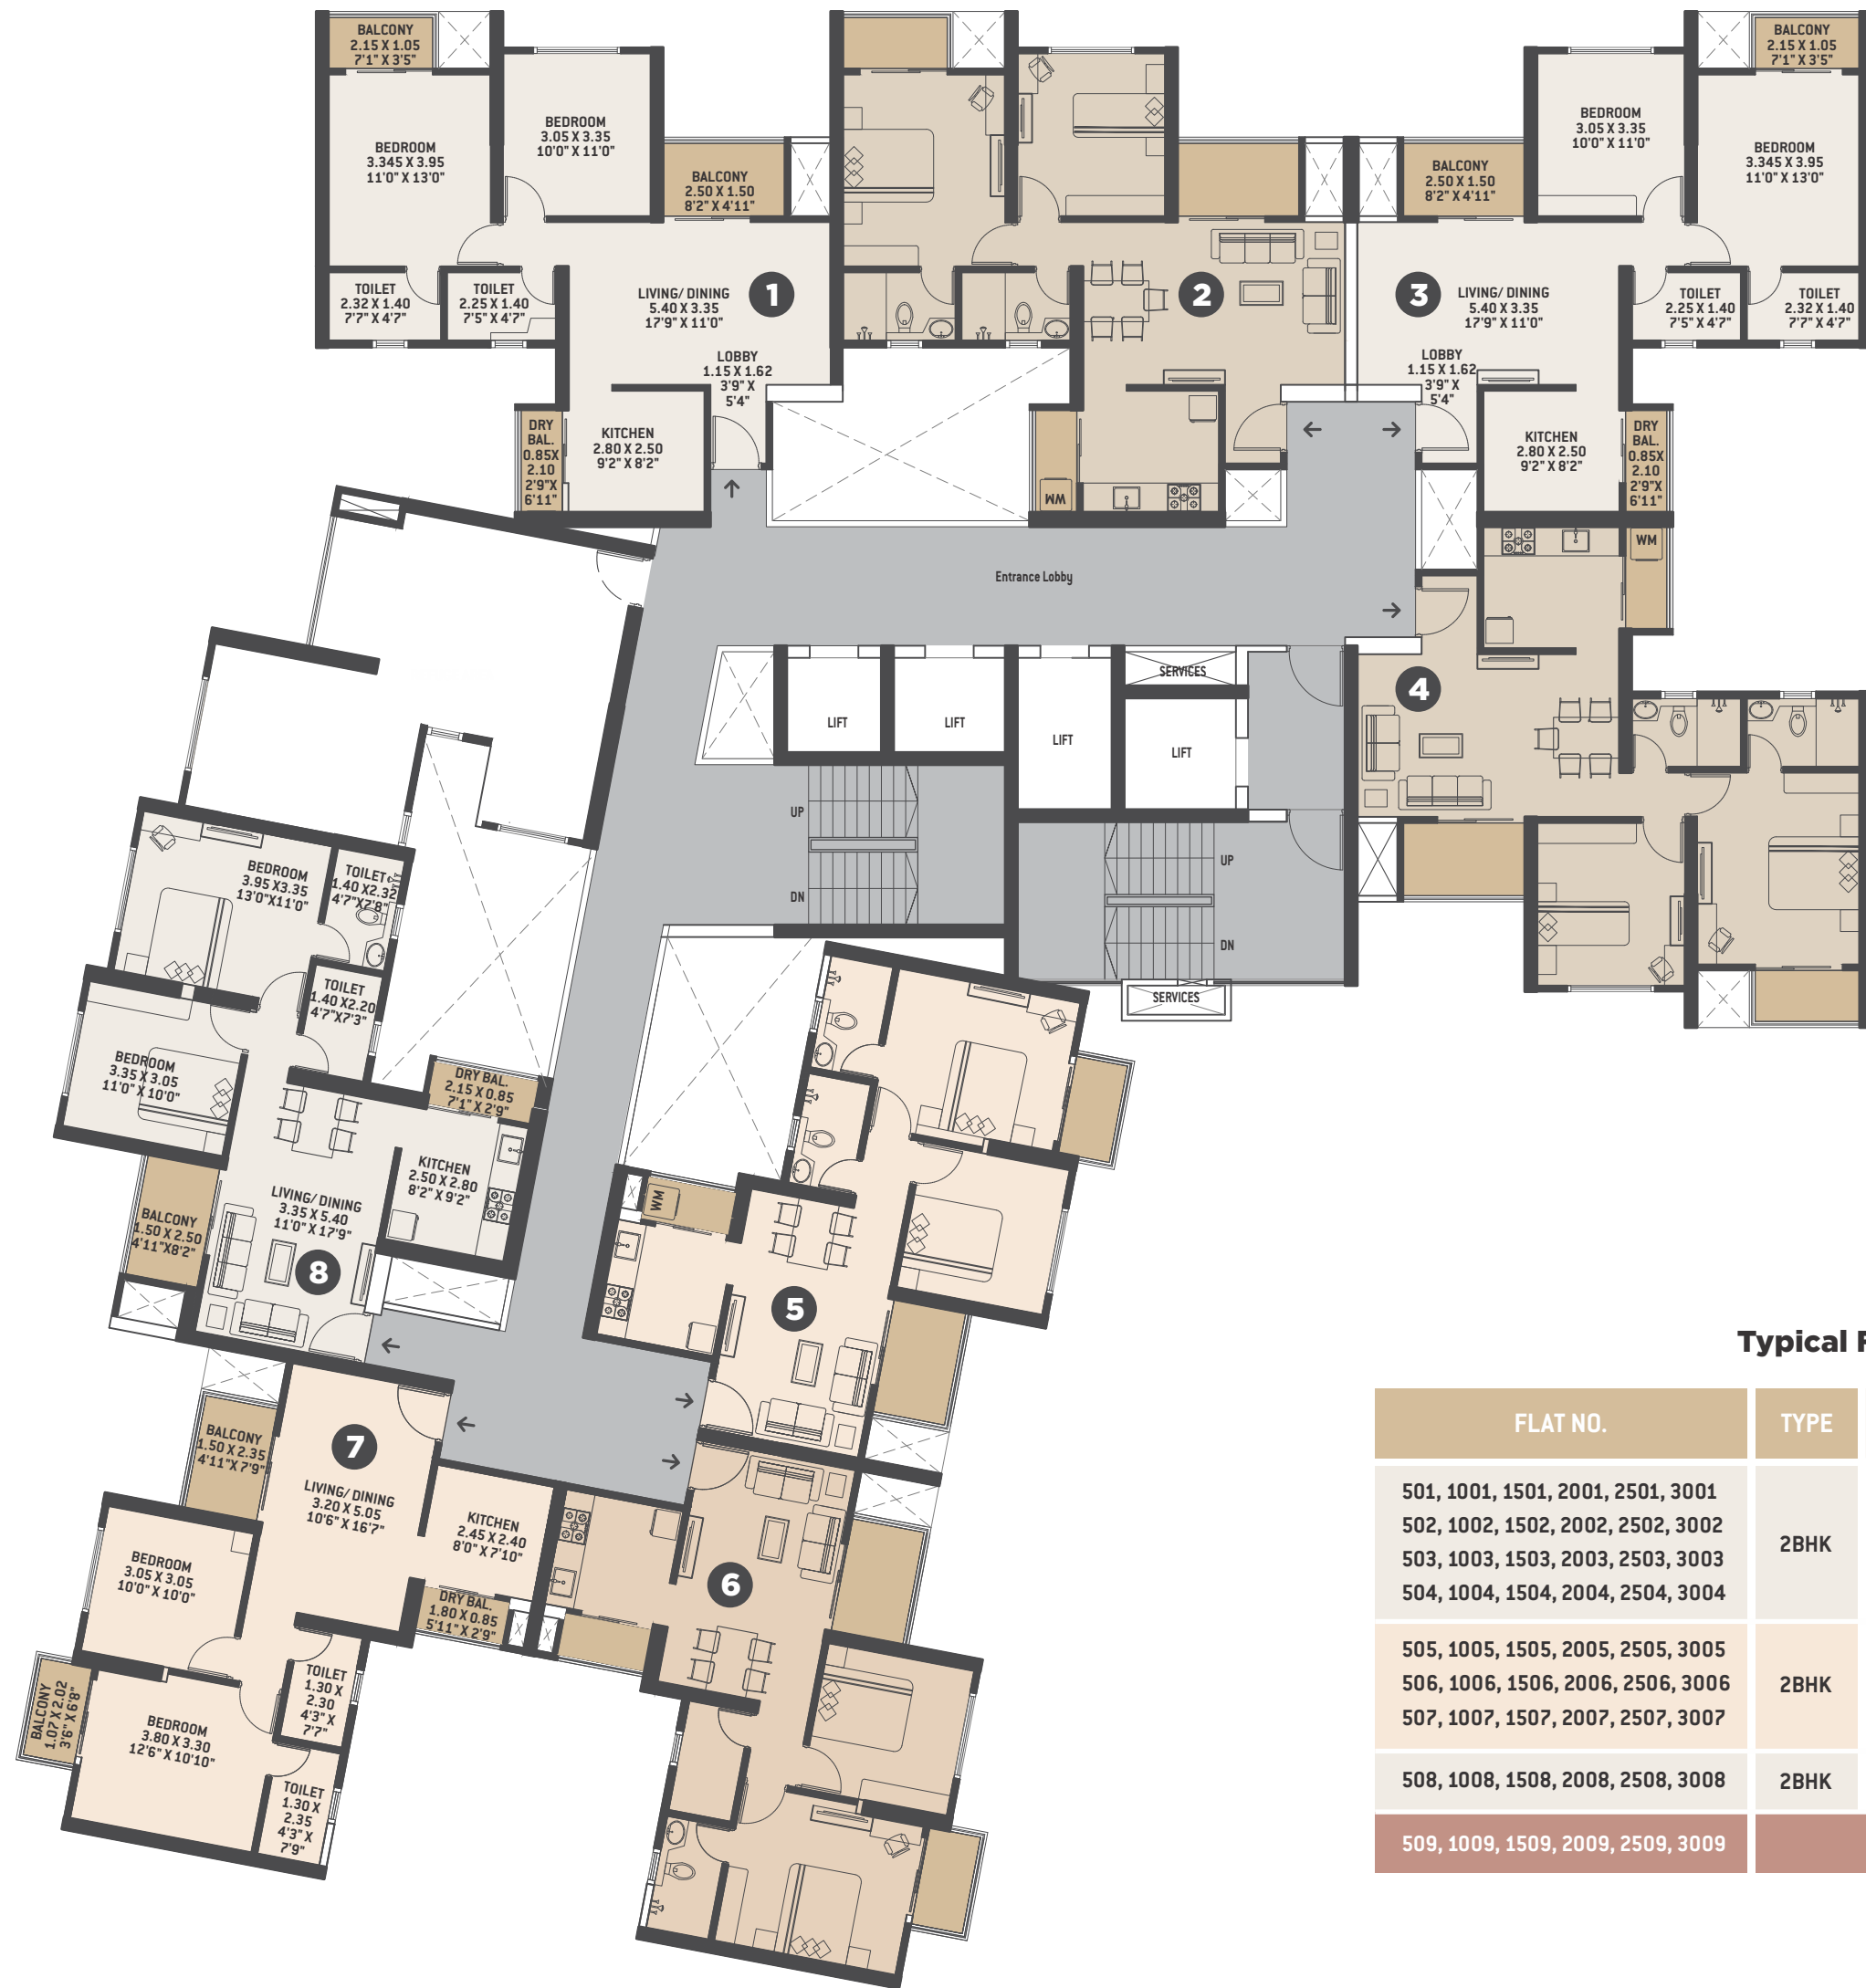 BALCONY
2.15 X 1.05
7'1" X 3'5"
BEDROOM
3.345 X 3.95
11'0" X 13'0"
BEDROOM
3.05 X 3.35
10'0" X 11'0"
BALCONY
2.50 X 1.50
8'2" X 4'11"
TOILET
2.32 X 1.40
7'7" X 4'7"
TOILET
2.25 X 1.40
7'5" X 4'7"
LIVING/ DINING
5.40 X 3.35
17'9" X 11'0"
1
LOBBY
1.15 X 1.62
3'9" X
5'4"
DRY
BAL.
0.85X
2.10
2'9"X
6'11"
KITCHEN
2.80 X 2.50
9'2" X 8'2"
2
WM
BALCONY
2.15 X 1.05
7'1" X 3'5"
BEDROOM
3.05 X 3.35
10'0" X 11'0"
BEDROOM
3.345 X 3.95
11'0" X 13'0"
BALCONY
2.50 X 1.50
8'2" X 4'11"
3
LIVING/ DINING
5.40 X 3.35
17'9" X 11'0"
TOILET
2.25 X 1.40
7'5" X 4'7"
TOILET
2.32 X 1.40
7'7" X 4'7"
LOBBY
1.15 X 1.62
3'9" X
5'4"
KITCHEN
2.80 X 2.50
9'2" X 8'2"
DRY
BAL.
0.85X
2.10
2'9"X
6'11"
WM
Entrance Lobby
SERVICES
LIFT
LIFT
LIFT
LIFT
4
UP
DN
UP
DN
SERVICES
BEDROOM
3.95 X3.35
13'0"X11'0"
TOILET
1.40 X2.32
4'7"X7'8"
TOILET
1.40 X2.20
4'7"X7'3"
BEDROOM
3.35 X 3.05
11'0" X 10'0"
DRY BAL.
2.15 X 0.85
7'1" X 2'9"
KITCHEN
2.50 X 2.80
8'2" X 9'2"
LIVING/ DINING
3.35 X 5.40
11'0" X 17'9"
BALCONY
1.50 X 2.50
4'11"X8'2"
8
WM
5
7
BALCONY
1.50 X 2.35
4'11"X 7'9"
LIVING/ DINING
3.20 X 5.05
10'6" X 16'7"
KITCHEN
2.45 X 2.40
8'0" X 7'10"
BEDROOM
3.05 X 3.05
10'0" X 10'0"
DRY BAL.
1.80 X 0.85
5'11" X 2'9"
6
BALCONY
1.07 X 2.02
3'6" X 6'8"
TOILET
1.30 X
2.30
4'3" X
7'7"
BEDROOM
3.80 X 3.30
12'6" X 10'10"
TOILET
1.30 X
2.35
4'3" X
7'9"
Typical F
FLAT NO. TYPE
501, 1001, 1501, 2001, 2501, 3001
502, 1002, 1502, 2002, 2502, 3002
503, 1003, 1503, 2003, 2503, 3003
504, 1004, 1504, 2004, 2504, 3004
2BHK
505, 1005, 1505, 2005, 2505, 3005
506, 1006, 1506, 2006, 2506, 3006
507, 1007, 1507, 2007, 2507, 3007
2BHK
508, 1008, 1508, 2008, 2508, 3008 2BHK
509, 1009, 1509, 2009, 2509, 3009